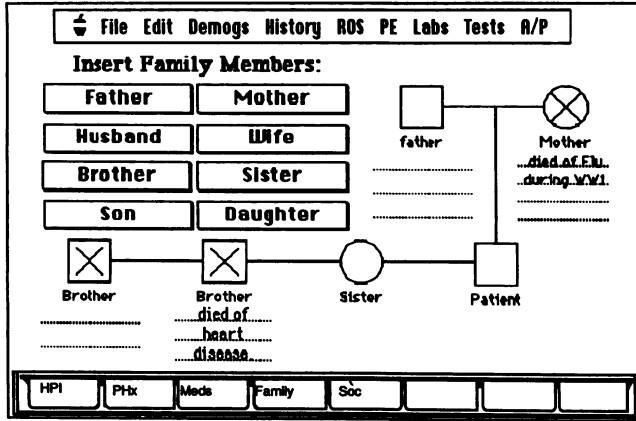 File Edit Demogs History ROS PE Labs Tests A/P
Insert Family Members:
Father Mother
Husband Wife
Brother Sister
Son Daughter
father
Mother
died of Flu
during WW1
Brother
Brother
died of
heart
disease
Sister
Patient
HPI PHx Meds Family Soc